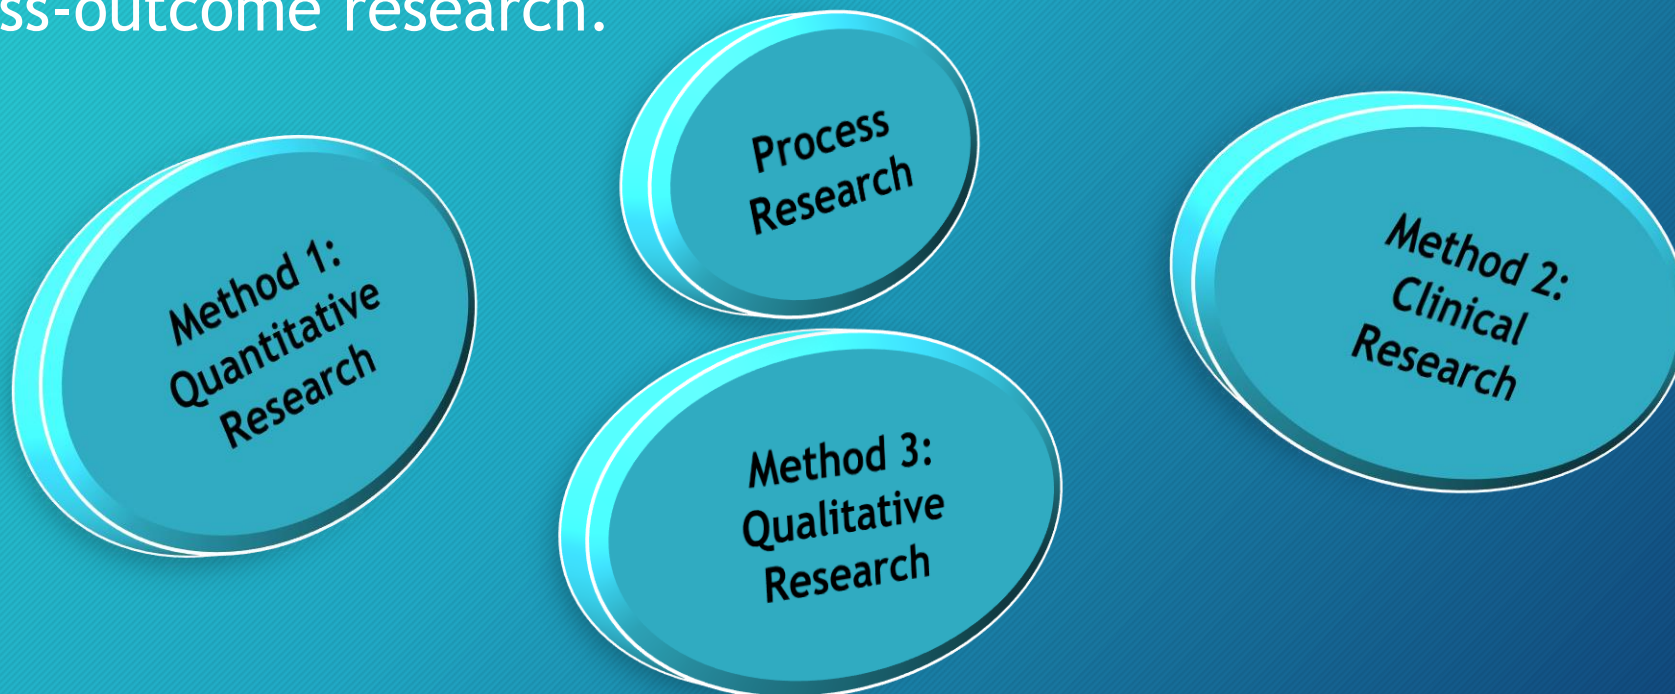 ss-outcome research.
Process
Research
Method 1:
Quantitative
Research
Method 2:
Clinical
Research
Method 3:
Qualitative
Research